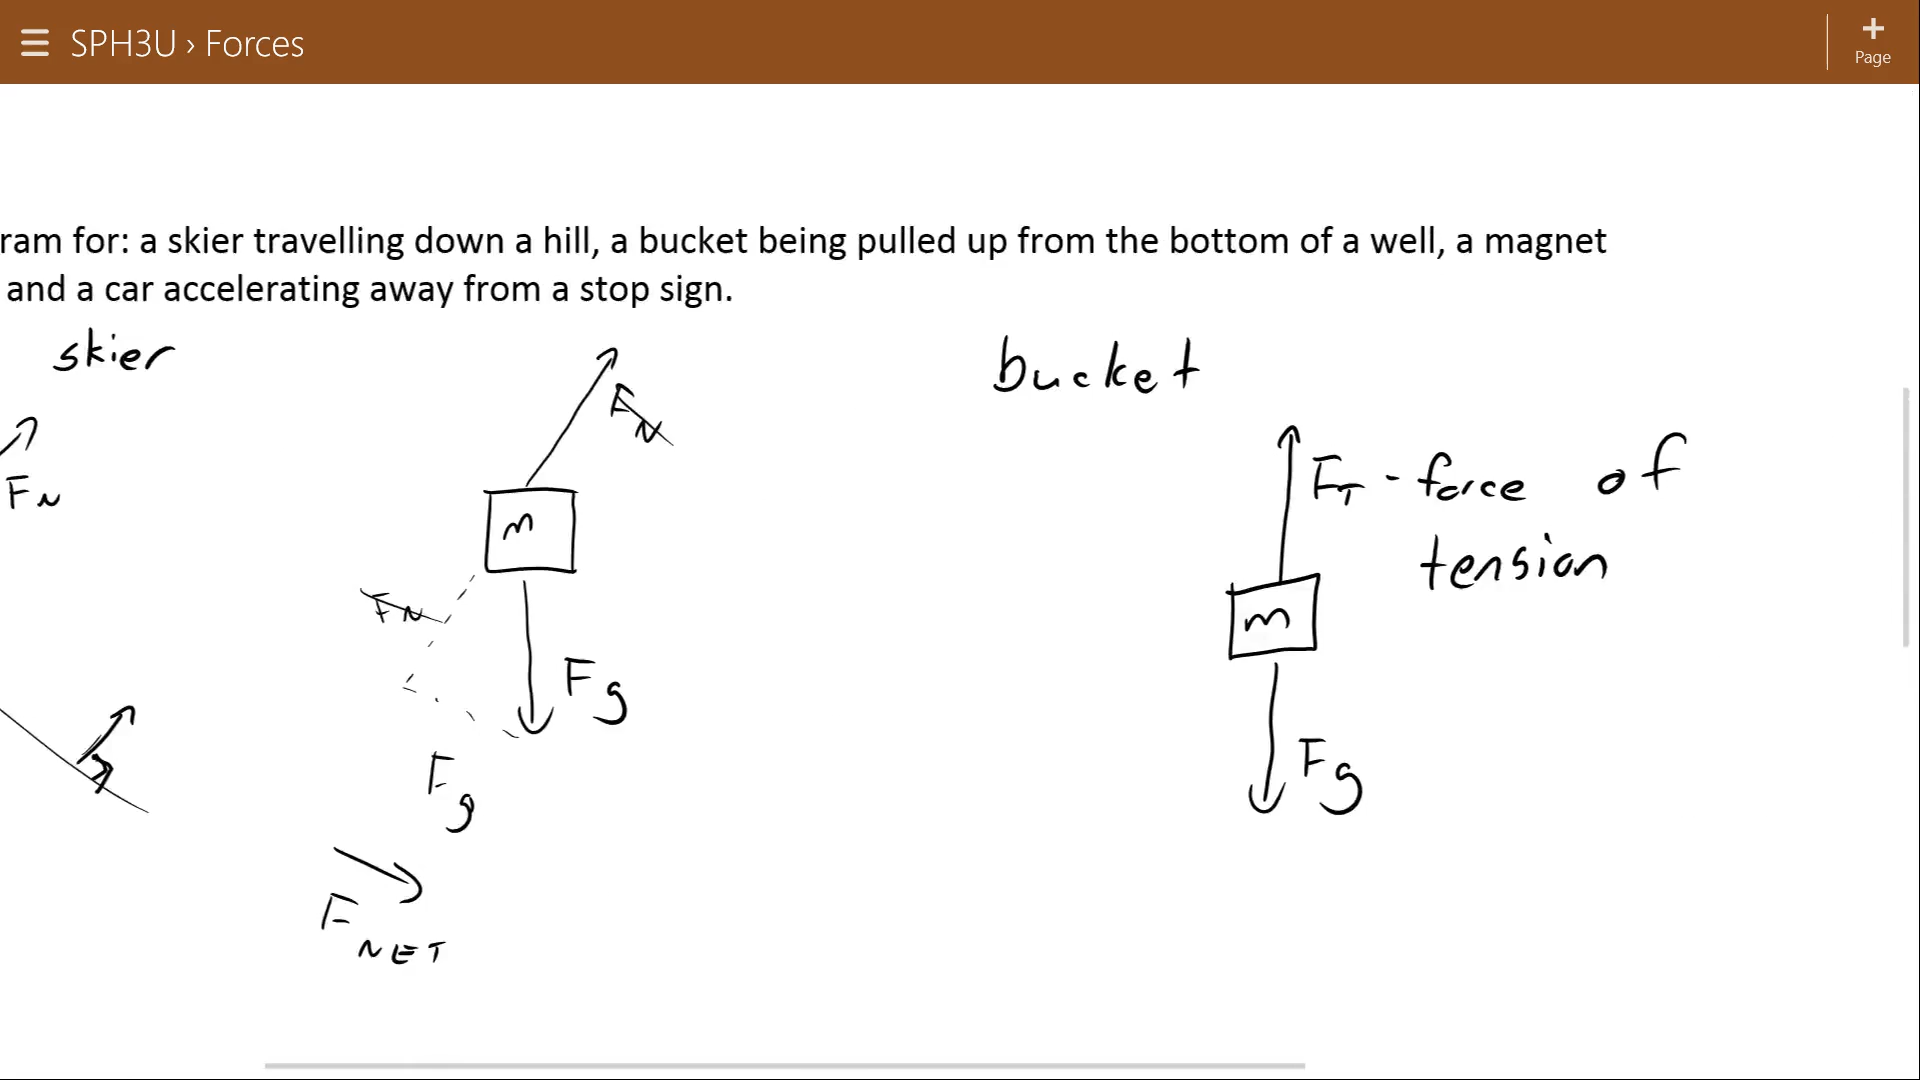 SPH3U › Forces
+
Page
ram for: a skier travelling down a hill, a bucket being pulled up from the bottom of a well, a magnet
and a car accelerating away from a stop sign.
skier
FN
FN
m
FN
Fg
Fg
FNET
bucket
FT - force of
tension
m
Fg